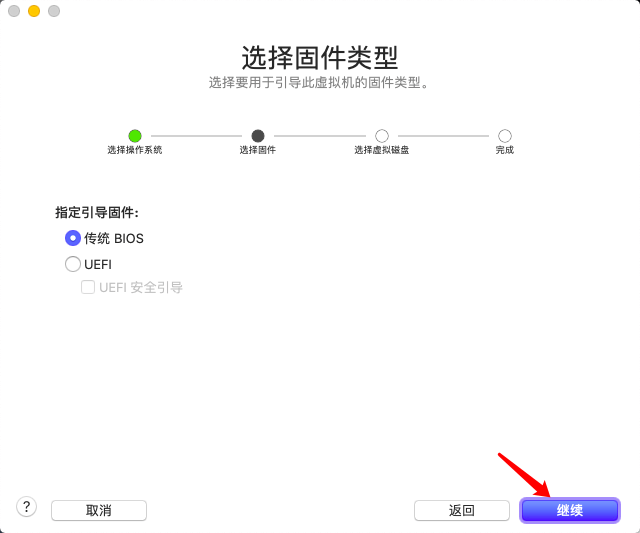 选择固件类型
选择要用于引导此虚拟机的固件类型。
选择操作系统
选择固件
选择虚拟磁盘
完成
指定引导固件:
传统 BIOS
UEFI
UEFI 安全引导
?
取消
返回
继续